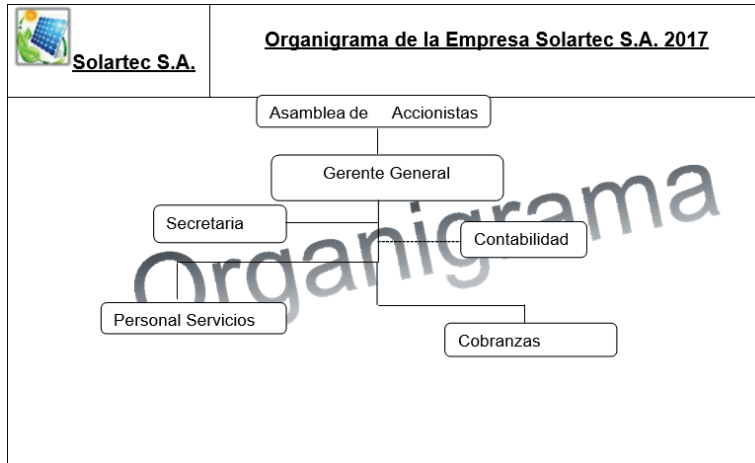 Solartec S.A.
Organigrama de la Empresa Solartec S.A. 2017
Asamblea de Accionistas
Gerente General
Secretaria
Contabilidad
Organigrama
Personal Servicios
Cobranzas